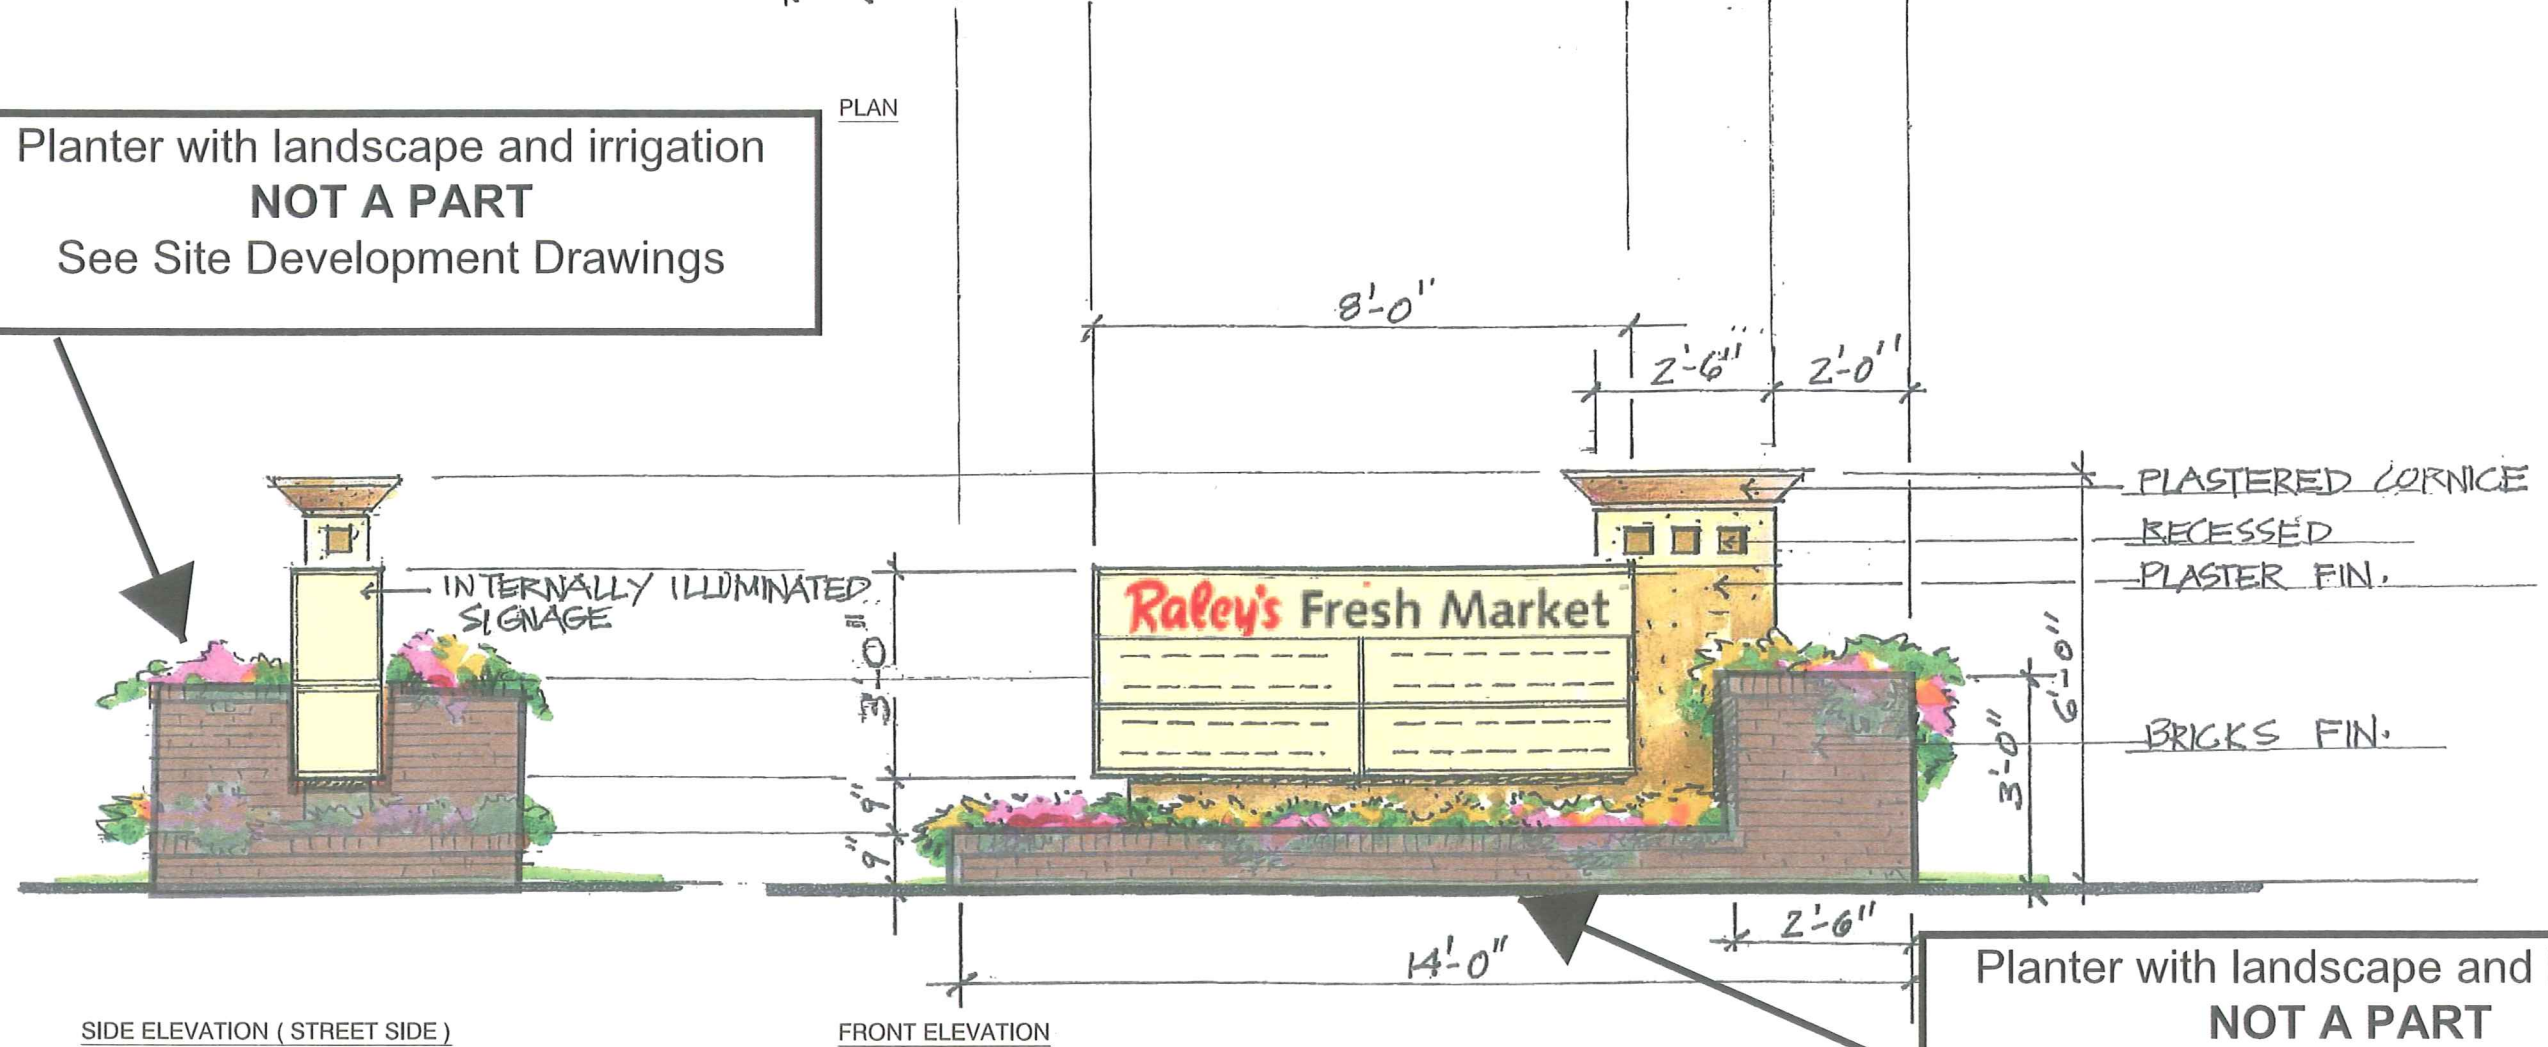 PLAN
Planter with landscape and irrigation
NOT A PART
See Site Development Drawings
8'-0"
2'-6"
2'-0"
PLASTERED CORNICE
RECESSED
PLASTER FIN.
INTERNALLY ILLUMINATED
SIGNAGE
Raley's Fresh Market
3'-0"
9"
9"
6'-0"
3'-0"
BRICKS FIN.
2'-6"
14'-0"
Planter with landscape and
NOT A PART
SIDE ELEVATION ( STREET SIDE )
FRONT ELEVATION